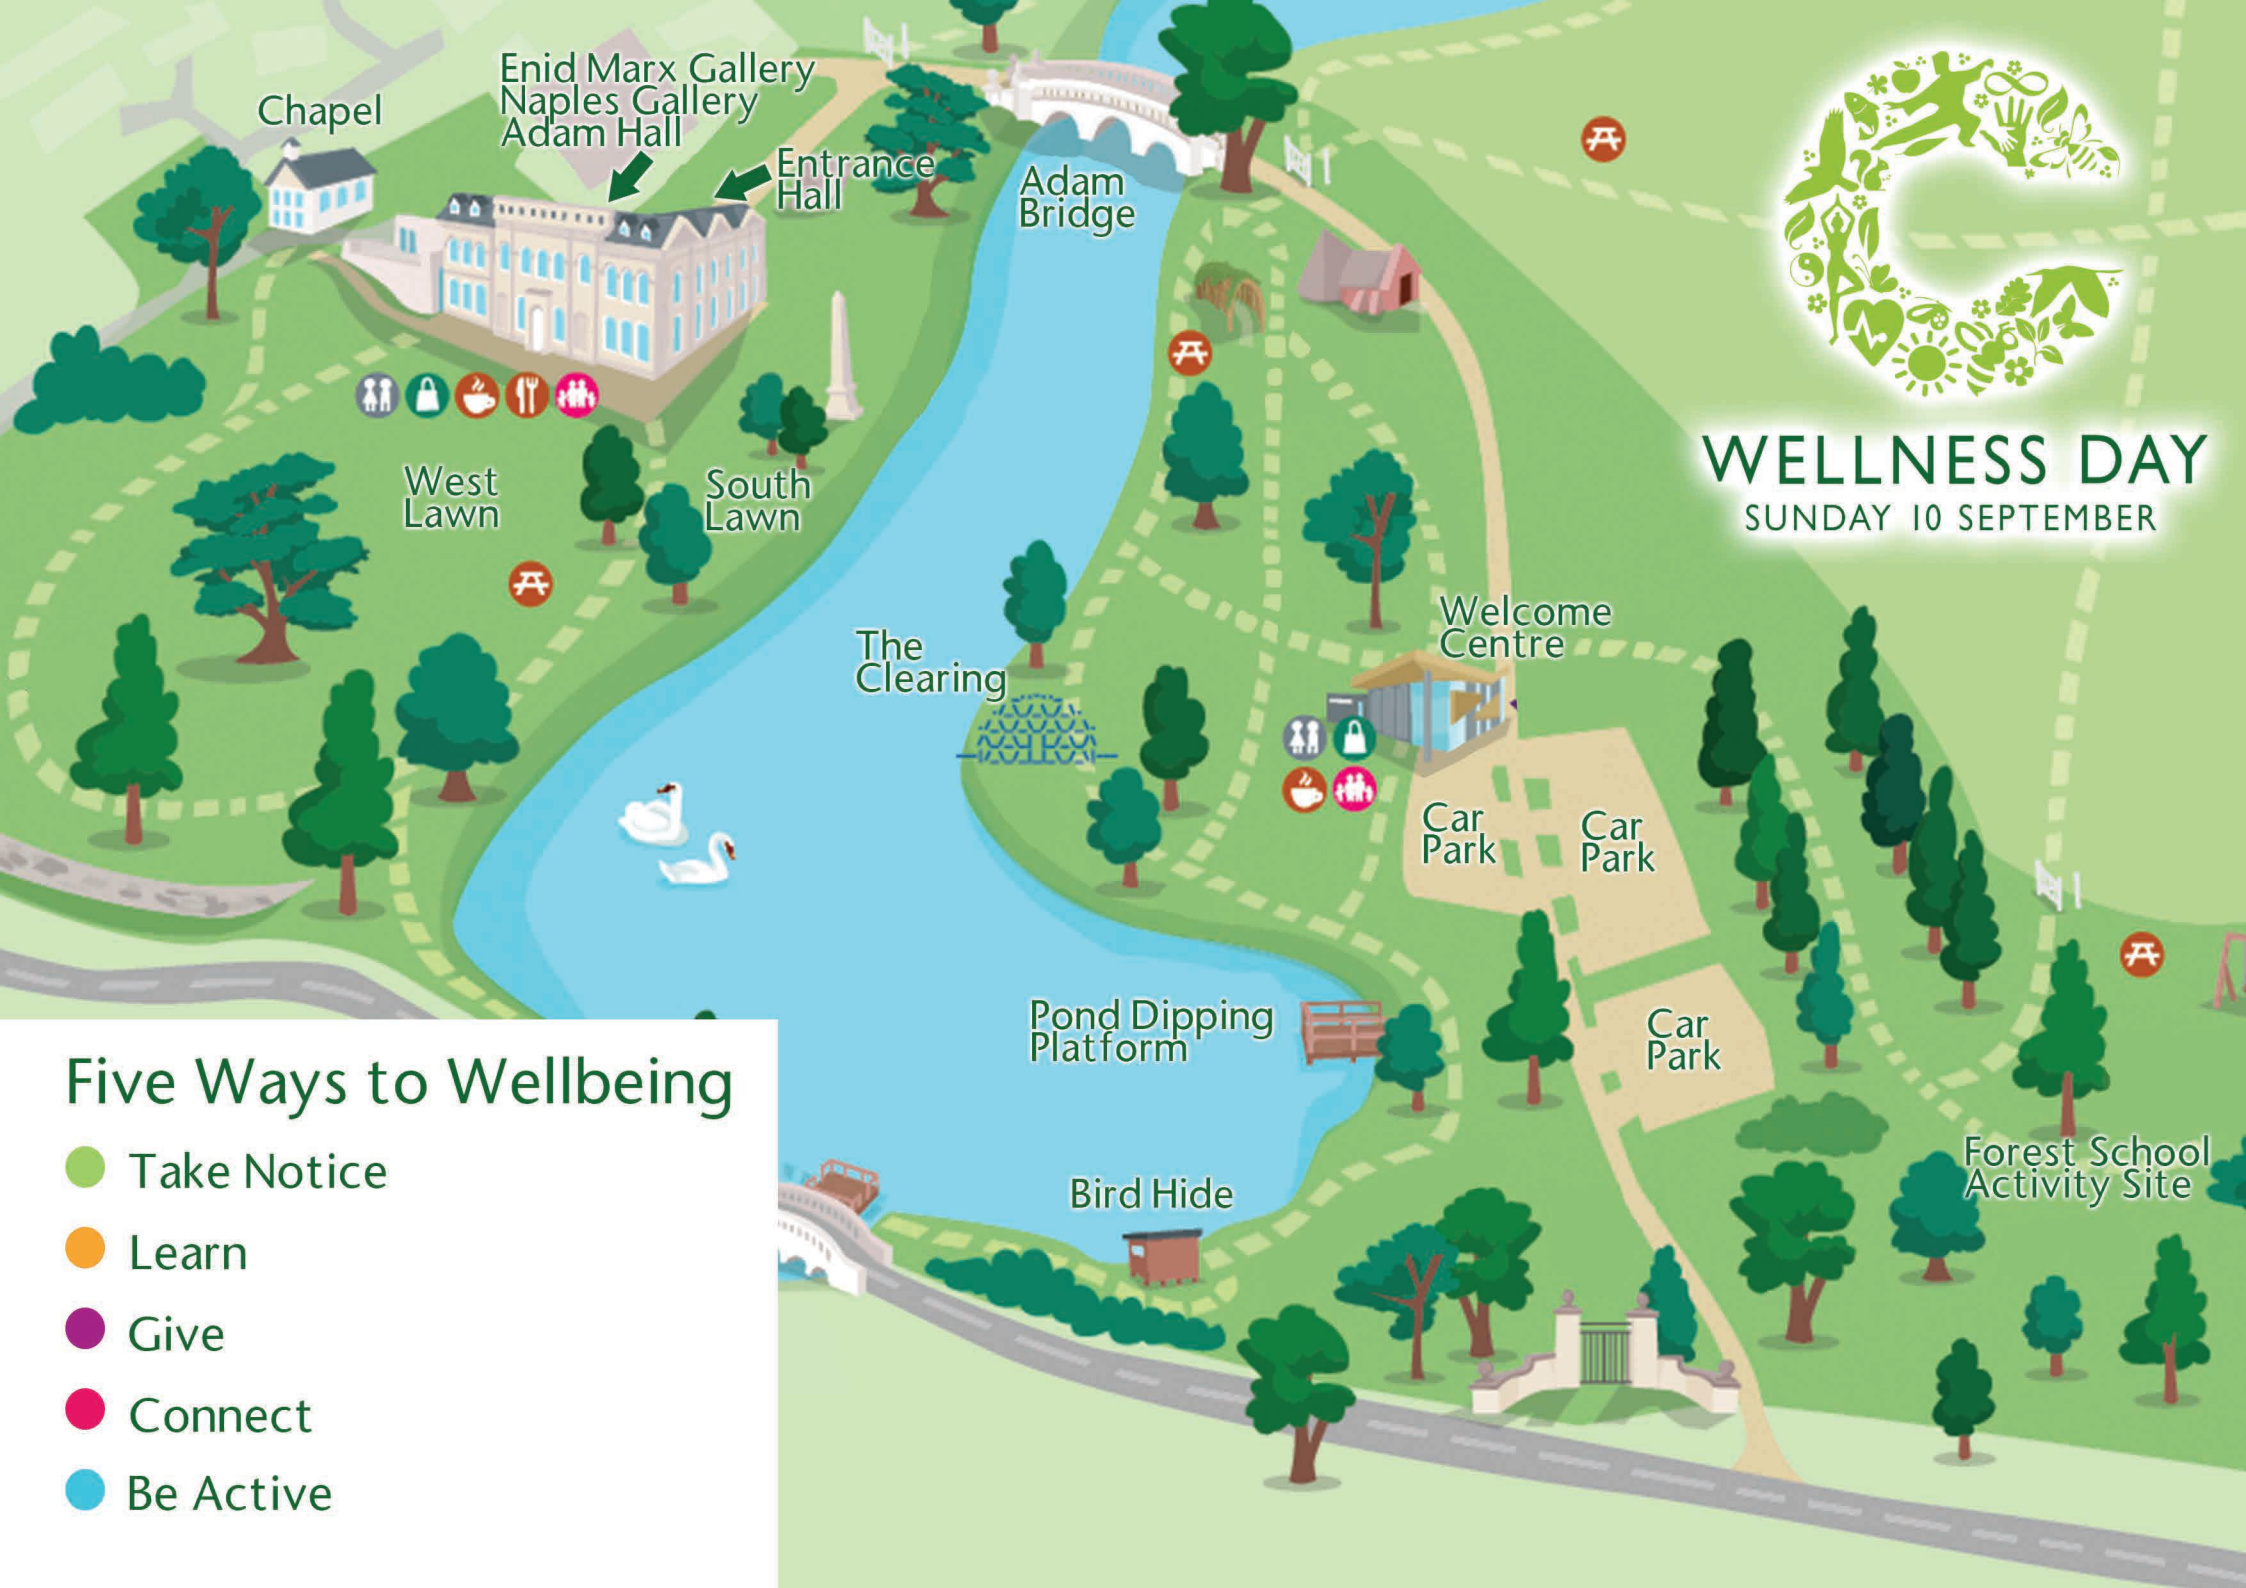 Enid Marx Gallery
Naples Gallery
Adam Hall
Chapel
Entrance
Hall
Adam
Bridge
WELLNESS DAY
SUNDAY 10 SEPTEMBER
West
Lawn
South
Lawn
The
Clearing
Welcome
Centre
Car
Park
Car
Park
Pond Dipping
Platform
Car
Park
Forest School
Activity Site
Bird Hide
Five Ways to Wellbeing
Take Notice
Learn
Give
Connect
Be Active